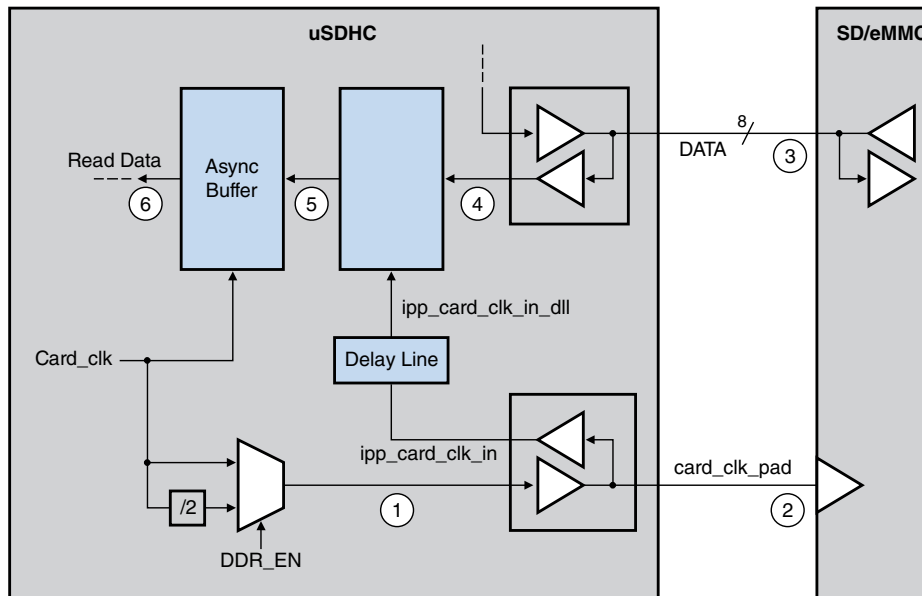 uSDHC
SD/eMMC
8
DATA
3
Read Data
Async
Buffer
6
5
4
ipp_card_clk_in_dll
Card_clk
Delay Line
ipp_card_clk_in
card_clk_pad
/2
1
2
DDR_EN